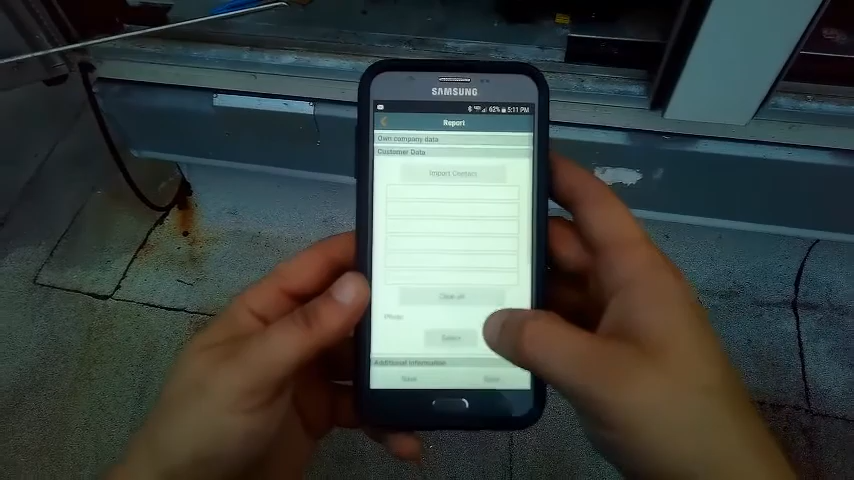 SAMSUNG
62% 5:11 PM
Report
Own company data
Customer Data
Import Contact
Clear all
Photo
Select
Additional Information
Save